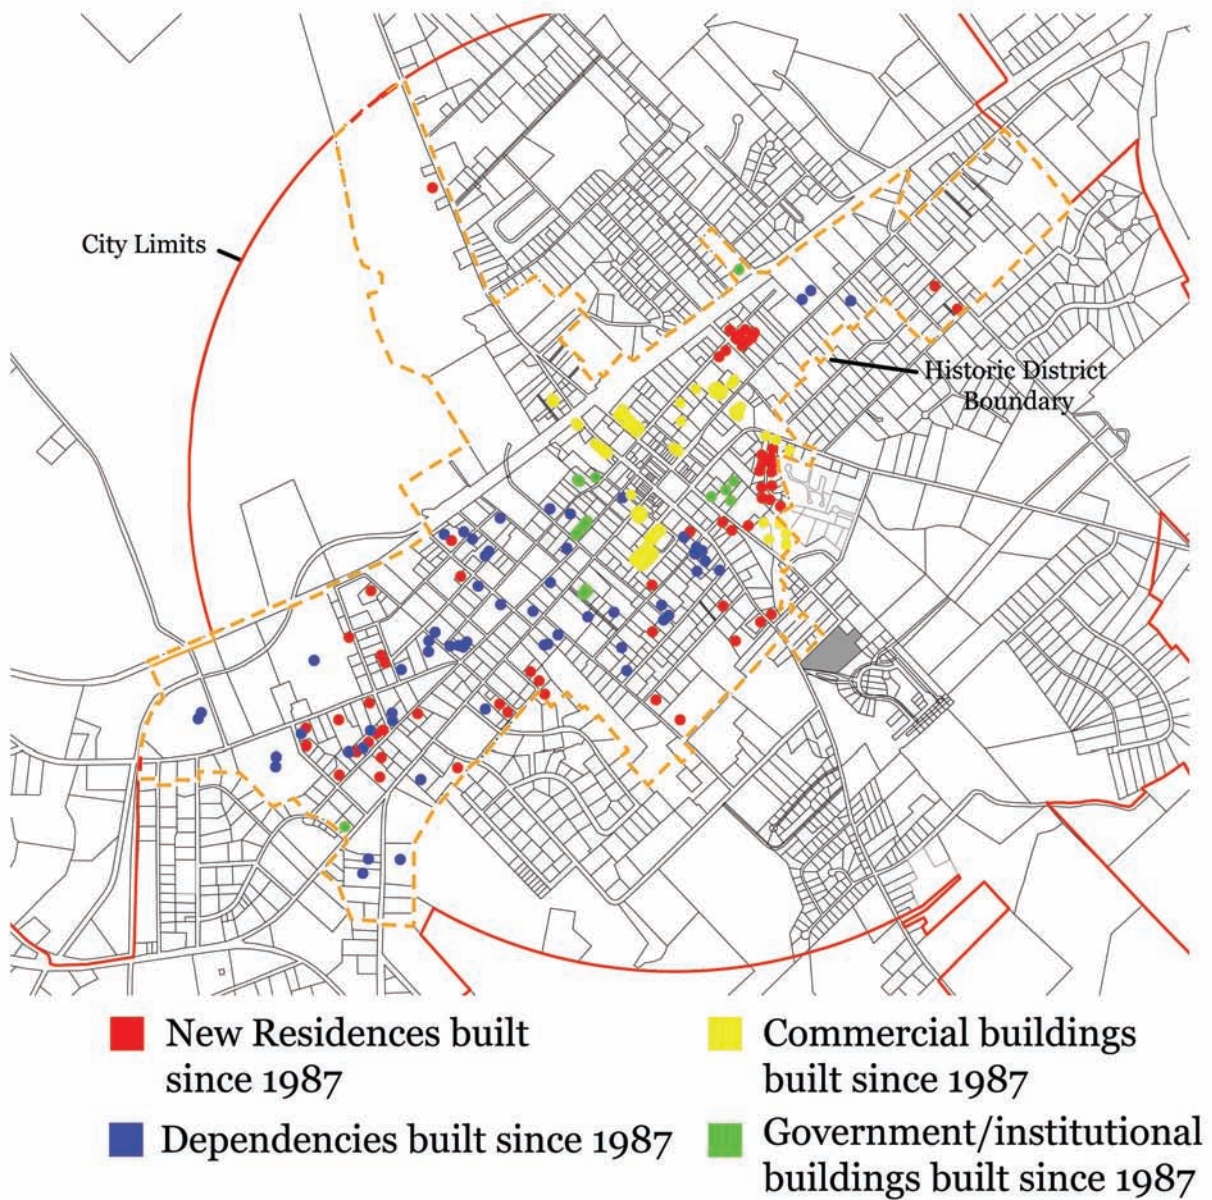 City Limits
Historic District
Boundary
New Residences built
since 1987
Commercial buildings
built since 1987
Dependencies built since 1987
Government/institutional
buildings built since 1987